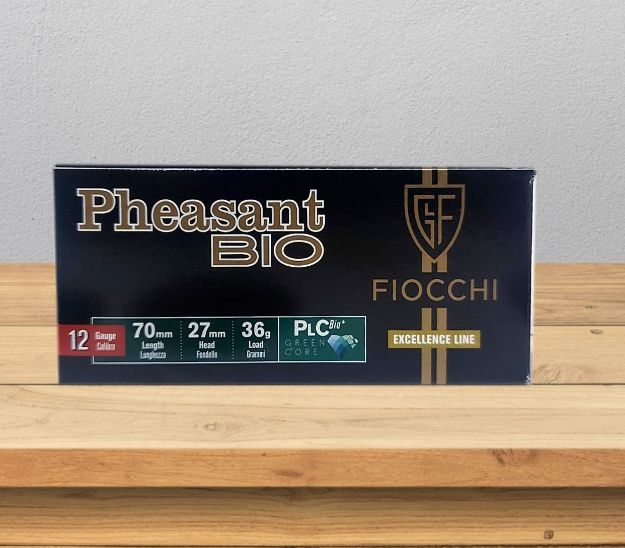 Pheasant
BIO
GFL
M
FIOCCHI
EXCELLENCE LINE
12 Gauge Calibro
70mm Length Lunghezza
27mm Head Fondello
36g Load Grammi
PLC Bio+
GREEN
CORE